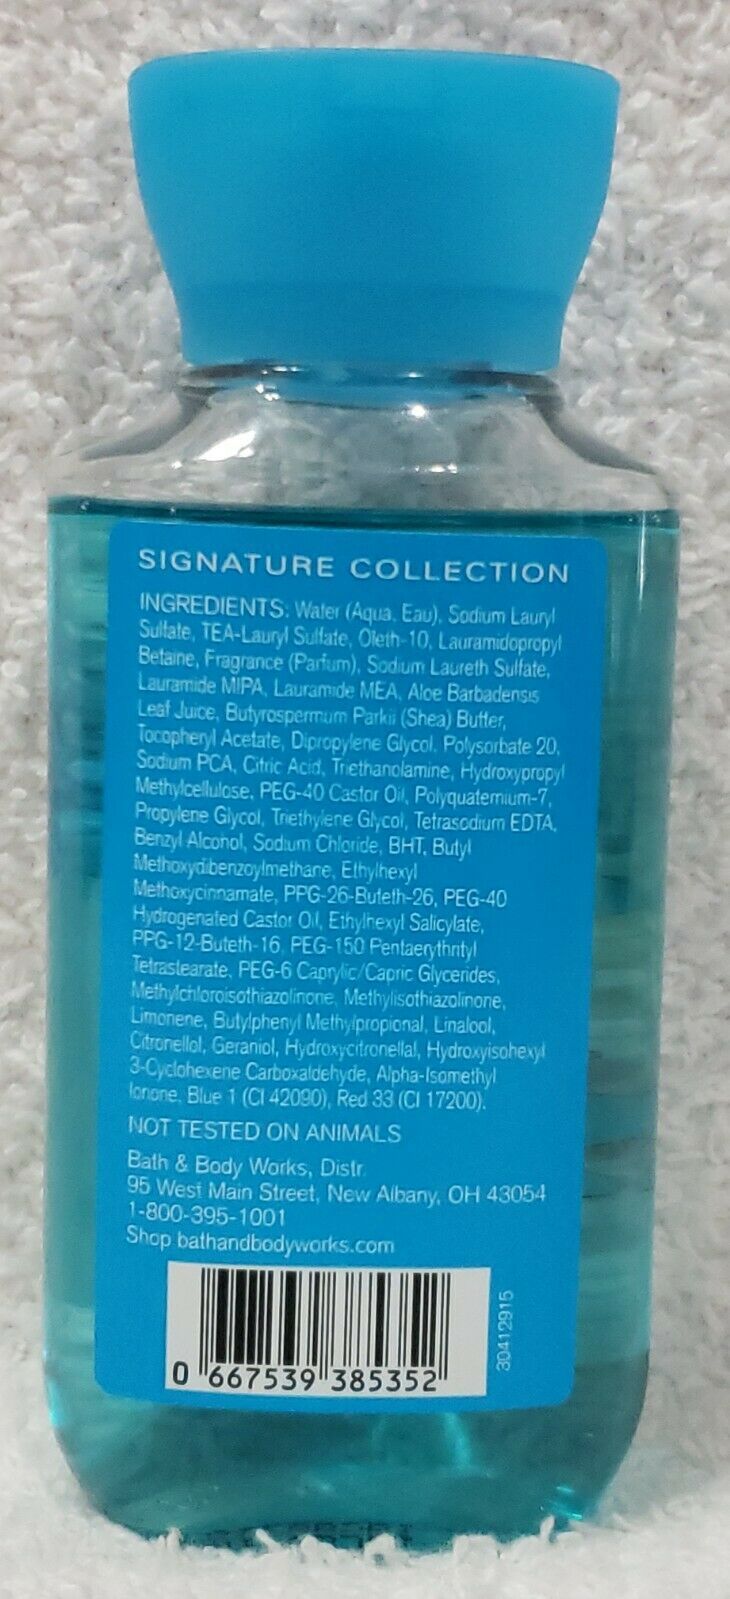 SIGNATURE COLLECTION
INGREDIENTS: Water (Aqua, Eau), Sodium Lauryl
Sulfate, TEA-Lauryl Sulfate, Oleth-10, Lauramidopropyl
Betaine, Fragrance (Parfum), Sodium Laureth Sulfate,
Lauramide MIPA, Lauramide MEA, Aloe Barbadensis
Leaf Juice, Butyrospermum Parkii (Shea) Butter,
Tocopheryl Acetate, Dipropylene Glycol, Polysorbate 20,
Sodium PCA, Citric Acid, Triethanolamine, Hydroxypropyl
Methylcellulose, PEG-40 Castor Oil, Polyquaternium-7,
Propylene Glycol, Triethylene Glycol, Tetrasodium EDTA,
Benzyl Alcohol, Sodium Chloride, BHT, Butyl
Methoxydibenzoylmethane, Ethylhexyl
Methoxycinnamate, PPG-26-Buteth-26, PEG-40
Hydrogenated Castor Oil, Ethylhexyl Salicylate,
PPG-12-Buteth-16, PEG-150 Pentaerythrityl
Tetrastearate, PEG-6 Caprylic/Capric Glycerides,
Methylchloroisothiazolinone, Methylisothiazolinone,
Limonene, Butylphenyl Methylpropional, Linalool,
Citronellol, Geraniol, Hydroxycitronellal, Hydroxyisohexyl
3-Cyclohexene Carboxaldehyde, Alpha-Isomethyl
Ionone, Blue 1 (CI 42090), Red 33 (CI 17200).
NOT TESTED ON ANIMALS
Bath & Body Works, Distr.
95 West Main Street, New Albany, OH 43054
1-800-395-1001
Shop bathandbodyworks.com
0 667539 385352
30412915